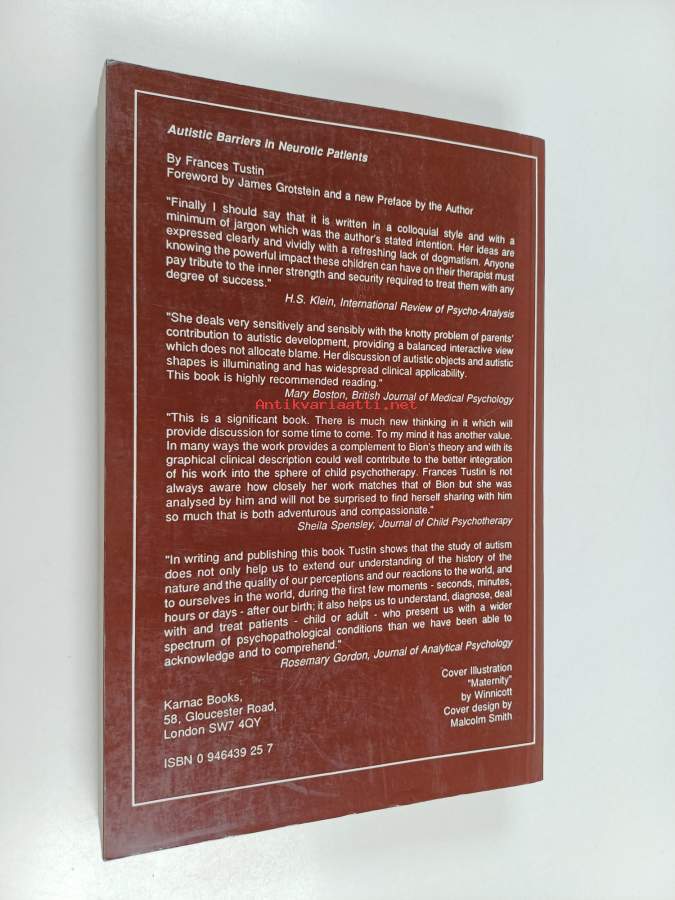 Autistic Barriers in Neurotic Patients
By Frances Tustin
Foreword by James Grotstein and a new Preface by the Author
"Finally I should say that it is written in a colloquial style and with a
minimum of jargon which was the author's stated intention. Her ideas are
expressed clearly and vividly with a refreshing lack of dogmatism. Anyone
knowing the powerful impact these children can have on their therapist must
pay tribute to the inner strength and security required to treat them with any
degree of success."
H.S. Klein, International Review of Psycho-Analysis
"She deals very sensitively and sensibly with the knotty problem of parents'
contribution to autistic development, providing a balanced interactive view
which does not allocate blame. Her discussion of autistic objects and autistic
shapes is illuminating and has widespread clinical applicability.
This book is highly recommended reading."
Mary Boston, British Journal of Medical Psychology
Antikvariaatti.net
"This is a significant book. There is much new thinking in it which will
provide discussion for some time to come. To my mind it has another value.
In many ways the work provides a complement to Bion's theory and with its
graphical clinical description could well contribute to the better integration
of his work into the sphere of child psychotherapy. Frances Tustin is not
always aware how closely her work matches that of Bion but she was
analysed by him and will not be surprised to find herself sharing with him
so much that is both adventurous and compassionate."
Sheila Spensley, Journal of Child Psychotherapy
"In writing and publishing this book Tustin shows that the study of autism
does not only help us to extend our understanding of the history of the
nature and the quality of our perceptions and our reactions to the world, and
to ourselves in the world, during the first few moments - seconds, minutes,
hours or days - after our birth; it also helps us to understand, diagnose, deal
with and treat patients - child or adult - who present us with a wider
spectrum of psychopathological conditions than we have been able to
acknowledge and to comprehend."
Rosemary Gordon, Journal of Analytical Psychology
Cover Illustration
"Maternity"
by Winnicott
Cover design by
Malcolm Smith
Karnac Books,
58, Gloucester Road,
London SW7 4QY
ISBN 0 946439 25 7